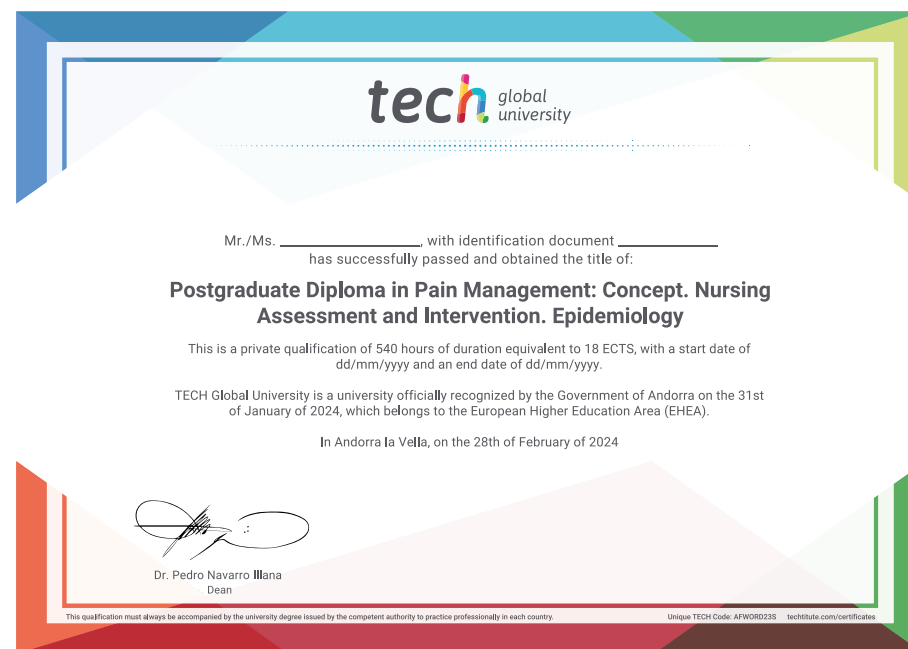 tech global
university
Mr./Ms. ____________________, with identification document ______________
has successfully passed and obtained the title of:
Postgraduate Diploma in Pain Management: Concept. Nursing
Assessment and Intervention. Epidemiology
This is a private qualification of 540 hours of duration equivalent to 18 ECTS, with a start date of
dd/mm/yyyy and an end date of dd/mm/yyyy.
TECH Global University is a university officially recognized by the Government of Andorra on the 31st
of January of 2024, which belongs to the European Higher Education Area (EHEA).
In Andorra la Vella, on the 28th of February of 2024
Dr. Pedro Navarro Illana
Dean
This qualification must always be accompanied by the university degree issued by the competent authority to practice professionally in each country.
Unique TECH Code: AFWORD23S techtitute.com/certificates